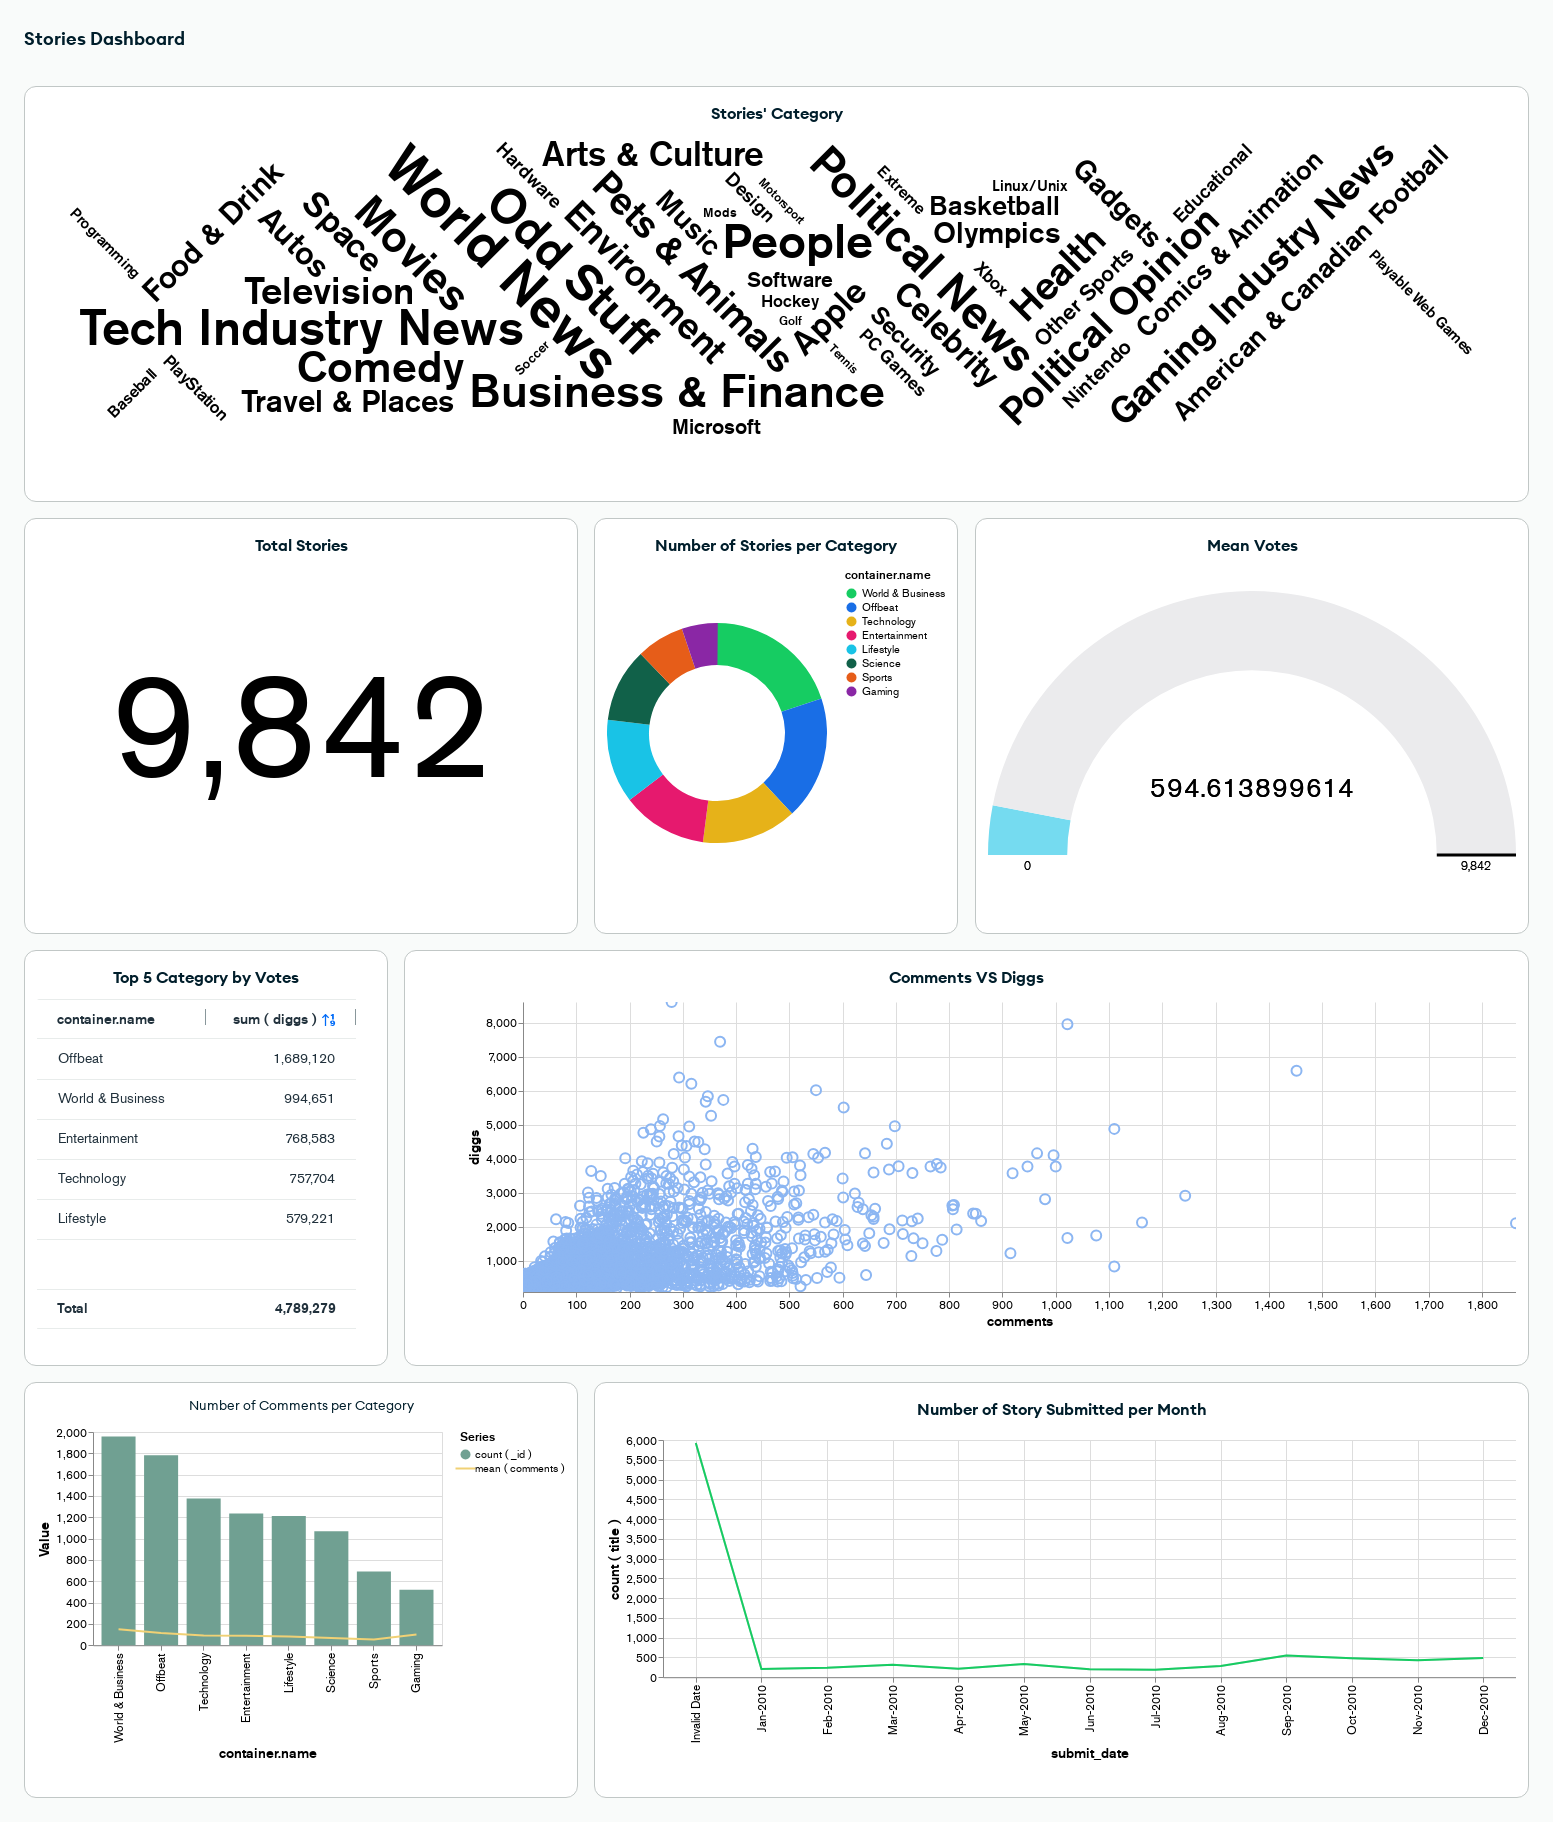 Stories Dashboard
Stories' Category
Programming
Food & Drink
Autos
Space
Movies
World News
Odd Stuff
Hardware
Arts & Culture
Pets & Animals
Environment
Music
Design
Motorsport
Mods
People
Political News
Extreme
Linux/Unix
Basketball
Olympics
Gadgets
Educational
Television
Tech Industry News
Comedy
Travel & Places
Baseball
PlayStation
Soccer
Business & Finance
Microsoft
Software
Hockey
Golf
Apple
Tennis
Security
PC Games
Celebrity
Xbox
Health
Other Sports
Political Opinion
Nintendo
Comics & Animation
Gaming Industry News
American & Canadian Football
Playable Web Games
Total Stories
9,842
Number of Stories per Category
container.name
World & Business
Offbeat
Technology
Entertainment
Lifestyle
Science
Sports
Gaming
Mean Votes
594.613899614
0
9,842
Top 5 Category by Votes
container.name sum ( diggs )
Offbeat 1,689,120
World & Business 994,651
Entertainment 768,583
Technology 757,704
Lifestyle 579,221
Total 4,789,279
Comments VS Diggs
diggs
8,000
7,000
6,000
5,000
4,000
3,000
2,000
1,000
0 100 200 300 400 500 600 700 800 900 1,000 1,100 1,200 1,300 1,400 1,500 1,600 1,700 1,800
comments
Number of Comments per Category
Value
2,000
1,800
1,600
1,400
1,200
1,000
800
600
400
200
0
World & Business
Offbeat
Technology
Entertainment
Lifestyle
Science
Sports
Gaming
container.name
Series
count ( _id )
mean ( comments )
Number of Story Submitted per Month
count ( title )
6,000
5,500
5,000
4,500
4,000
3,500
3,000
2,500
2,000
1,500
1,000
500
0
Invalid Date
Jan-2010
Feb-2010
Mar-2010
Apr-2010
May-2010
Jun-2010
Jul-2010
Aug-2010
Sep-2010
Oct-2010
Nov-2010
Dec-2010
submit_date